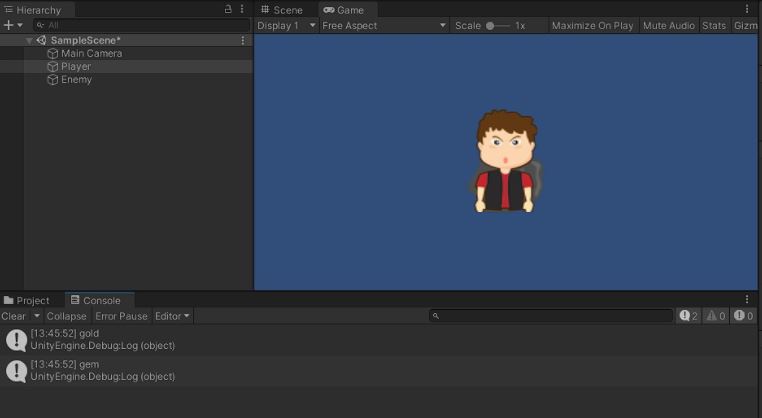 Hierarchy
All
SampleScene*
Main Camera
Player
Enemy
Scene Game
Display 1 Free Aspect Scale 1x Maximize On Play Mute Audio Stats Gizm
Project Console
Clear Collapse Error Pause Editor 2 0 0
[13:45:52] gold
UnityEngine.Debug:Log (object)
[13:45:52] gem
UnityEngine.Debug:Log (object)